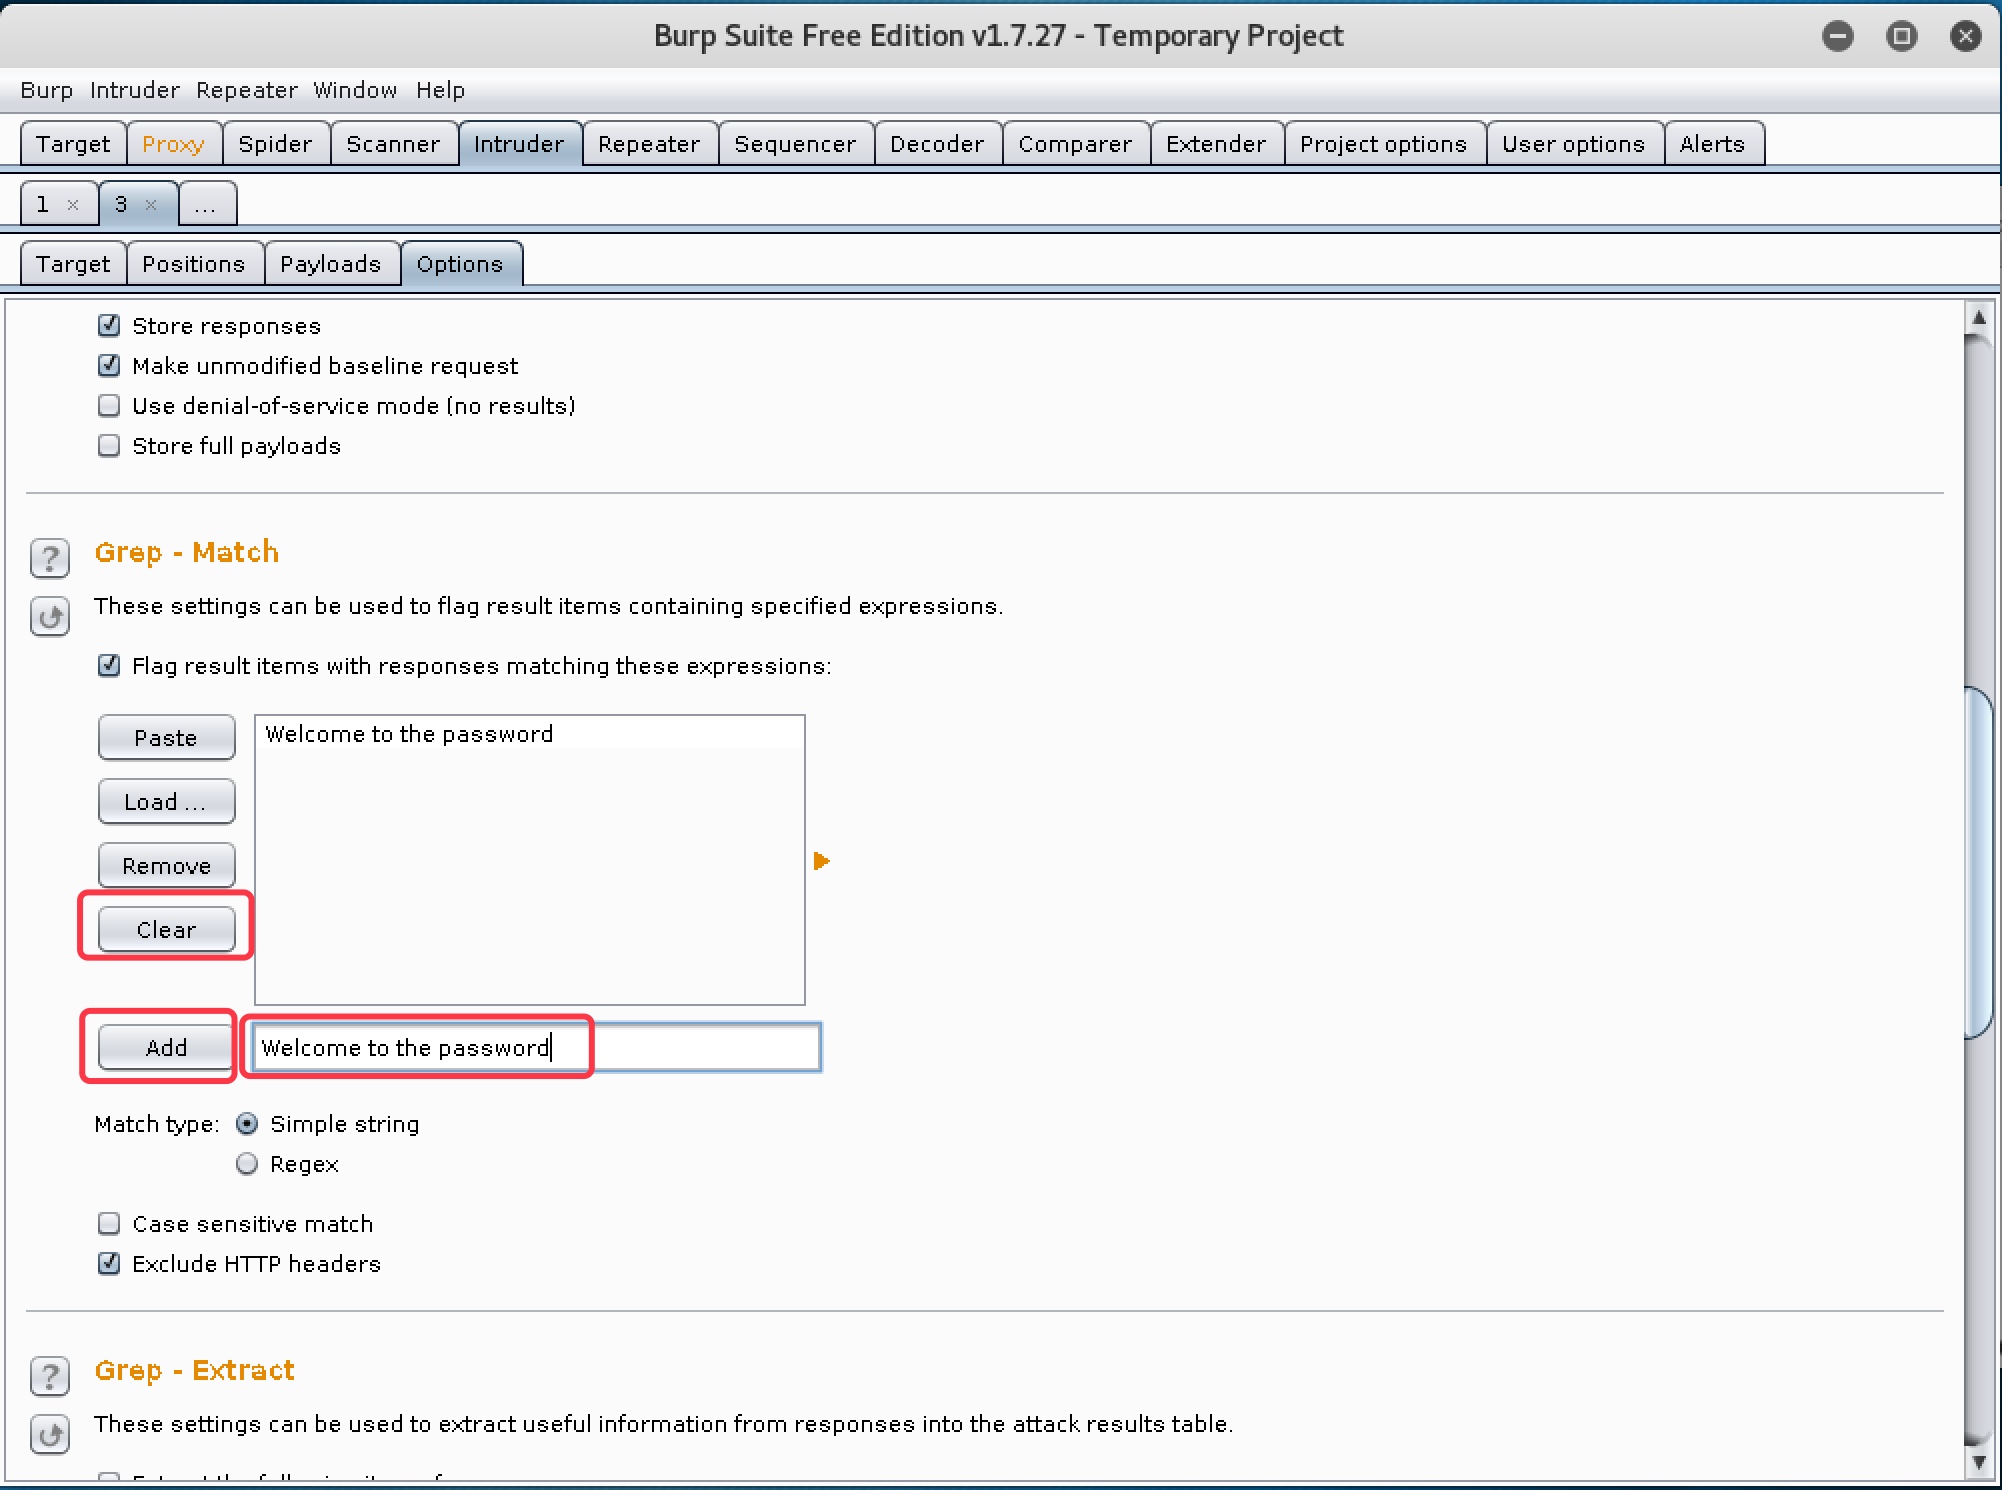 Burp Suite Free Edition v1.7.27 - Temporary Project
Burp Intruder Repeater Window Help
Target Proxy Spider Scanner Intruder Repeater Sequencer Decoder Comparer Extender Project options User options Alerts
1 × 3 × ...
Target Positions Payloads Options
Store responses
Make unmodified baseline request
Use denial-of-service mode (no results)
Store full payloads
? Grep - Match
These settings can be used to flag result items containing specified expressions.
Flag result items with responses matching these expressions:
Paste Welcome to the password
Load ...
Remove
Clear
Add Welcome to the password
Match type: Simple string
Regex
Case sensitive match
Exclude HTTP headers
? Grep - Extract
These settings can be used to extract useful information from responses into the attack results table.